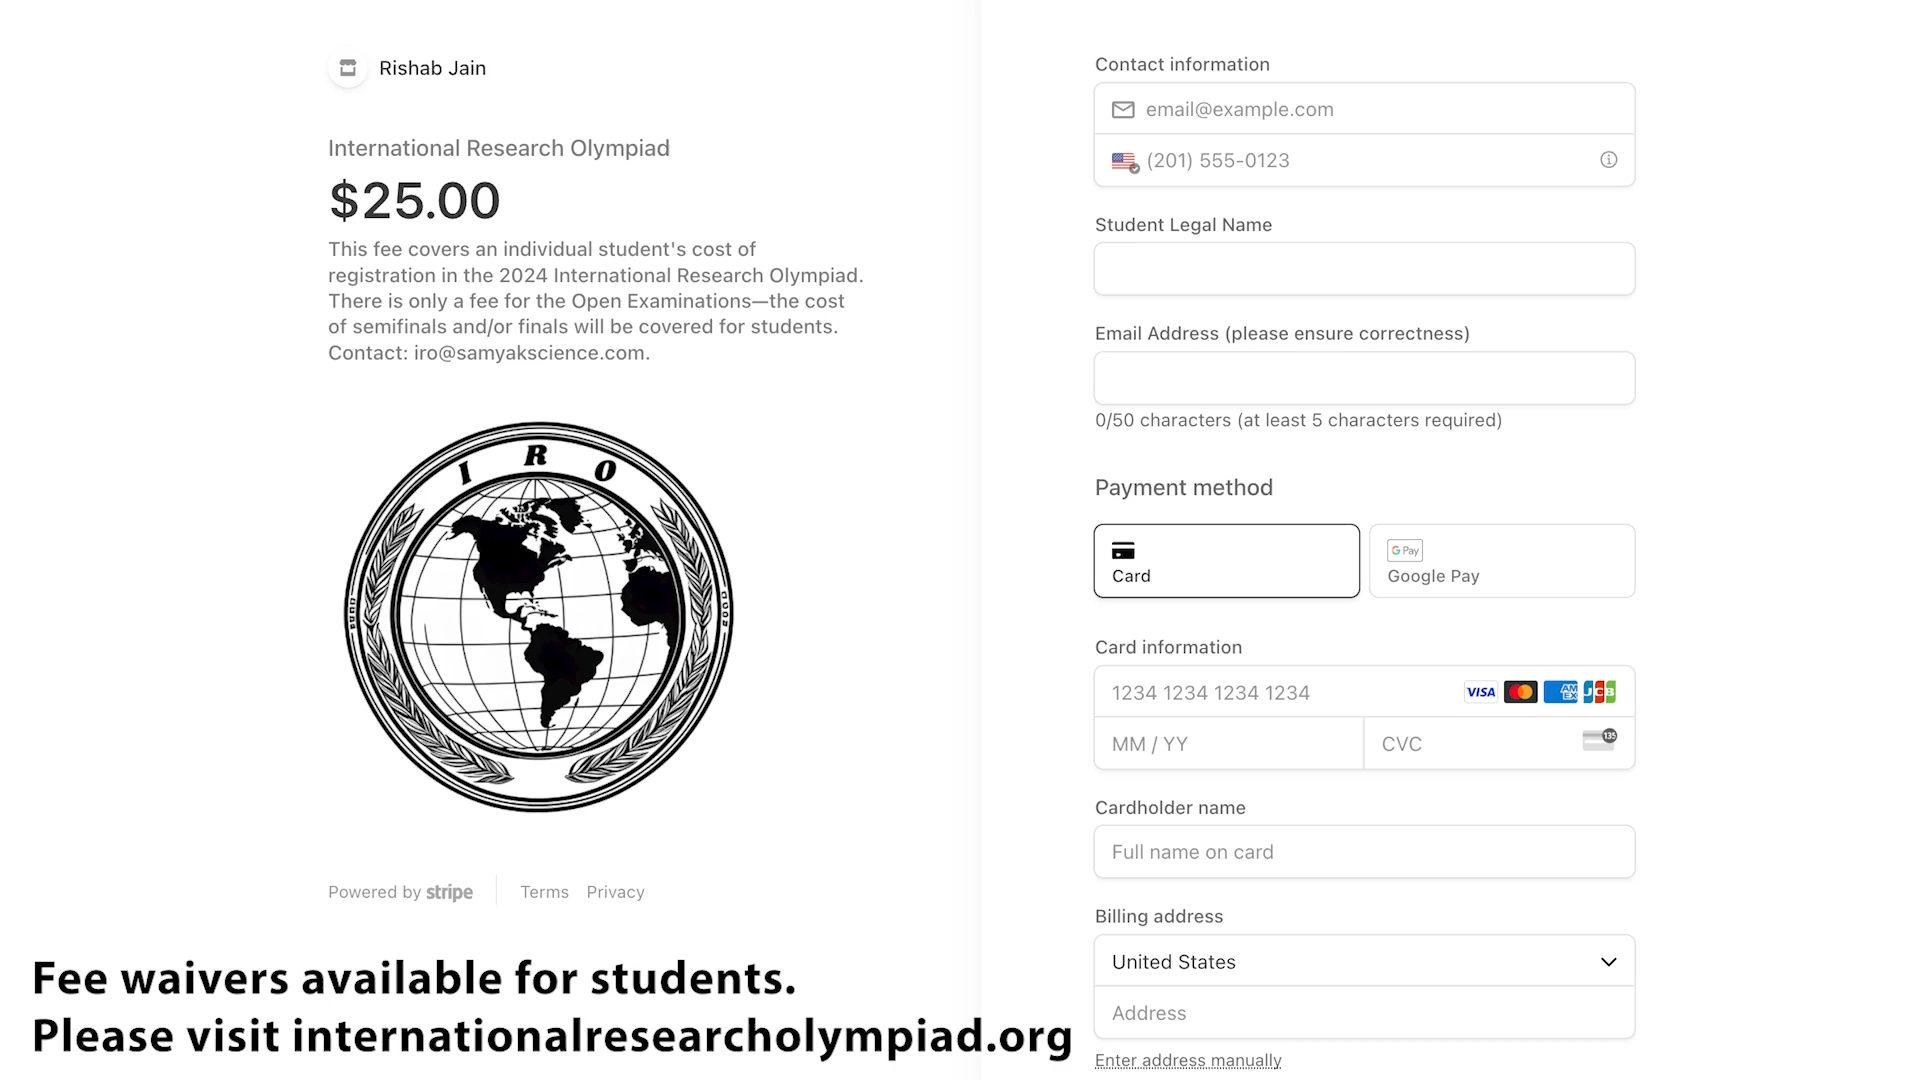 Rishab Jain
International Research Olympiad
$25.00
This fee covers an individual student's cost of
registration in the 2024 International Research Olympiad.
There is only a fee for the Open Examinations—the cost
of semifinals and/or finals will be covered for students.
Contact: iro@samyakscience.com.
I R O
Powered by stripe
Terms
Privacy
Fee waivers available for students.
Please visit internationalresearcholympiad.org
Contact information
email@example.com
(201) 555-0123
Student Legal Name
Email Address (please ensure correctness)
0/50 characters (at least 5 characters required)
Payment method
Card
G Pay
Google Pay
Card information
1234 1234 1234 1234
VISA
AM EX
JCB
MM / YY
CVC
135
Cardholder name
Full name on card
Billing address
United States
Address
Enter address manually